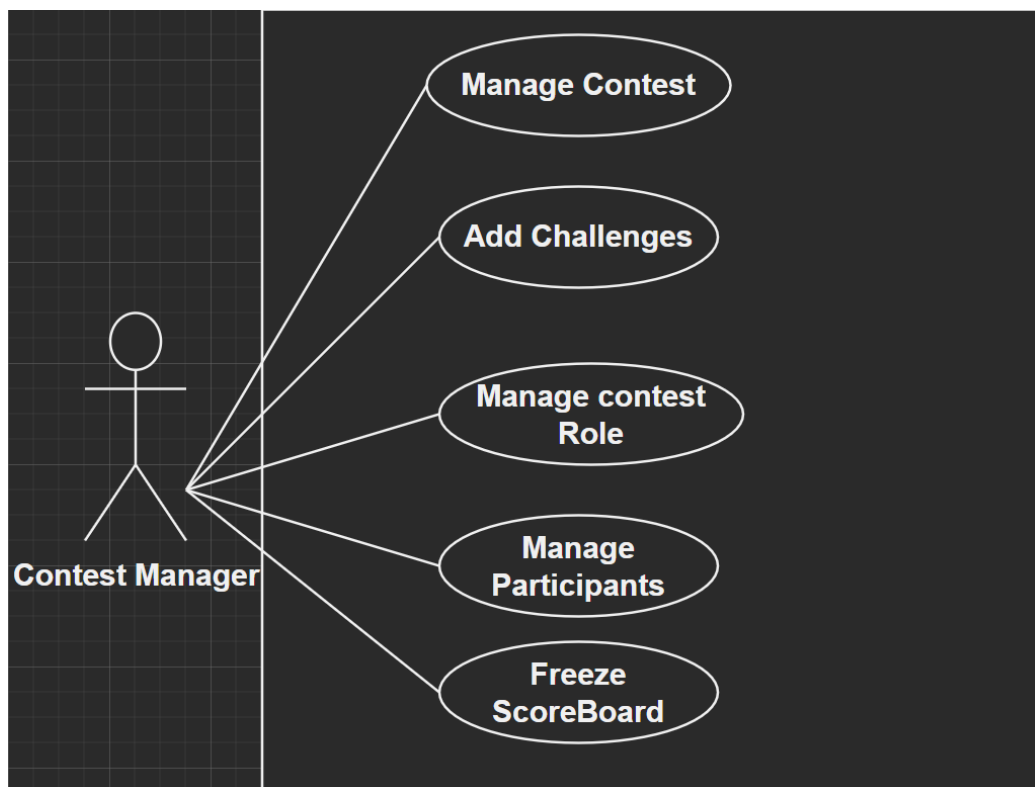 Manage Contest
Add Challenges
Manage contest
Role
Manage
Participants
Contest Manager
Freeze
ScoreBoard